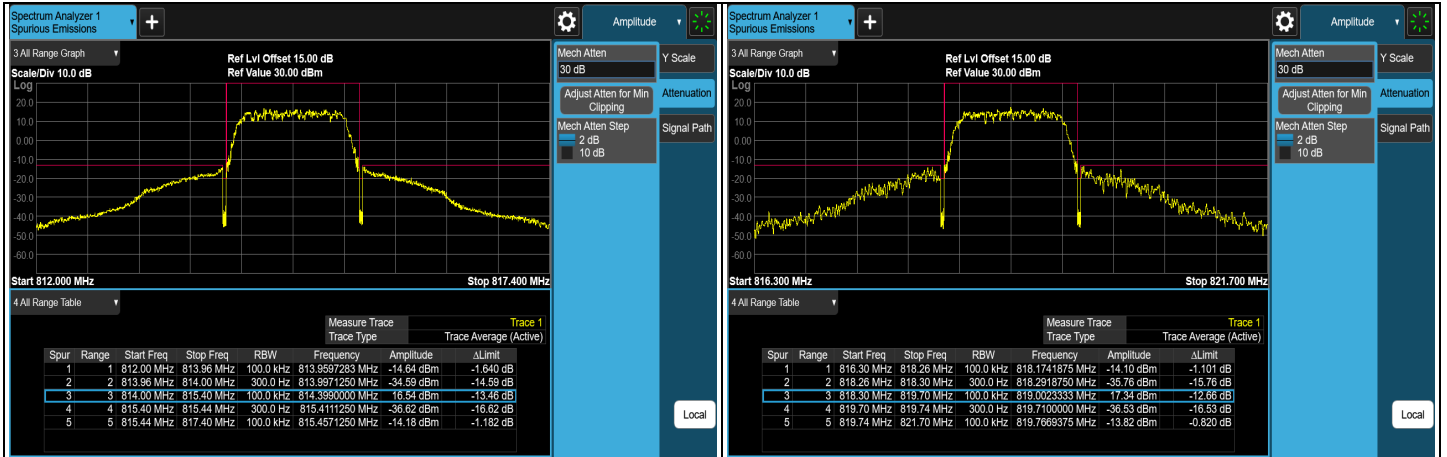 Spectrum Analyzer 1
Spurious Emissions
▼
+
Amplitude ▼
3 All Range Graph ▼
Ref Lvl Offset 15.00 dB
Scale/Div 10.0 dB
Ref Value 30.00 dBm
Log
20.0
10.0
0.00
-10.0
-20.0
-30.0
-40.0
-50.0
-60.0
Start 812.000 MHz
Stop 817.400 MHz
Mech Atten
30 dB
Adjust Atten for Min
Clipping
Mech Atten Step
2 dB
10 dB
Y Scale
Attenuation
Signal Path
Local
4 All Range Table ▼
Measure Trace Trace 1
Trace Type Trace Average (Active)
Spur Range Start Freq Stop Freq RBW Frequency Amplitude ΔLimit
1 1 812.00 MHz 813.96 MHz 100.0 kHz 813.9597283 MHz -14.64 dBm -1.640 dB
2 2 813.96 MHz 814.00 MHz 300.0 Hz 813.9971250 MHz -34.59 dBm -14.59 dB
3 3 814.00 MHz 815.40 MHz 100.0 kHz 814.3990000 MHz 16.54 dBm -13.46 dB
4 4 815.40 MHz 815.44 MHz 300.0 Hz 815.4111250 MHz -36.62 dBm -16.62 dB
5 5 815.44 MHz 817.40 MHz 100.0 kHz 815.4571250 MHz -14.18 dBm -1.182 dB
Spectrum Analyzer 1
Spurious Emissions
▼
+
Amplitude ▼
3 All Range Graph ▼
Ref Lvl Offset 15.00 dB
Scale/Div 10.0 dB
Ref Value 30.00 dBm
Log
20.0
10.0
0.00
-10.0
-20.0
-30.0
-40.0
-50.0
-60.0
Start 816.300 MHz
Stop 821.700 MHz
Mech Atten
30 dB
Adjust Atten for Min
Clipping
Mech Atten Step
2 dB
10 dB
Y Scale
Attenuation
Signal Path
Local
4 All Range Table ▼
Measure Trace Trace 1
Trace Type Trace Average (Active)
Spur Range Start Freq Stop Freq RBW Frequency Amplitude ΔLimit
1 1 816.30 MHz 818.26 MHz 100.0 kHz 818.1741875 MHz -14.10 dBm -1.101 dB
2 2 818.26 MHz 818.30 MHz 300.0 Hz 818.2918750 MHz -35.76 dBm -15.76 dB
3 3 818.30 MHz 819.70 MHz 100.0 kHz 819.0023333 MHz 17.34 dBm -12.66 dB
4 4 819.70 MHz 819.74 MHz 300.0 Hz 819.7100000 MHz -36.53 dBm -16.53 dB
5 5 819.74 MHz 821.70 MHz 100.0 kHz 819.7669375 MHz -13.82 dBm -0.820 dB